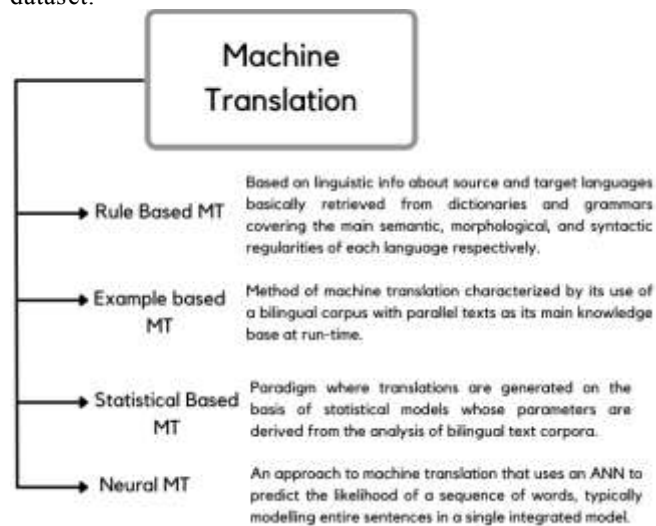 dataset.
Machine
Translation
Rule Based MT
Based on linguistic info about source and target languages
basically retrieved from dictionaries and grammars
covering the main semantic, morphological, and syntactic
regularities of each language respectively.
Example based
MT
Method of machine translation characterized by its use of
a bilingual corpus with parallel texts as its main knowledge
base at run-time.
Statistical Based
MT
Paradigm where translations are generated on the
basis of statistical models whose parameters are
derived from the analysis of bilingual text corpora.
Neural MT
An approach to machine translation that uses an ANN to
predict the likelihood of a sequence of words, typically
modelling entire sentences in a single integrated model.